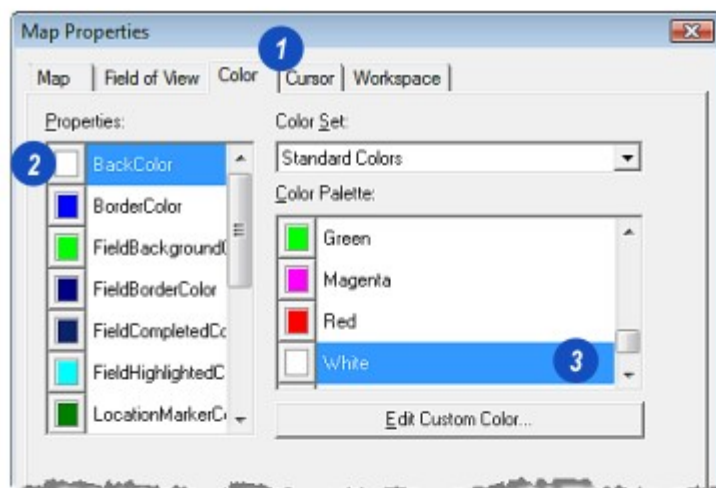 Map Properties
1
Map Field of View Color Cursor Workspace
Properties:
2
BackColor
BorderColor
FieldBackground
FieldBorderColor
FieldCompletedCo
FieldHighlightedC
LocationMarkerC
Color Set:
Standard Colors
Color Palette:
Green
Magenta
Red
White
3
Edit Custom Color...